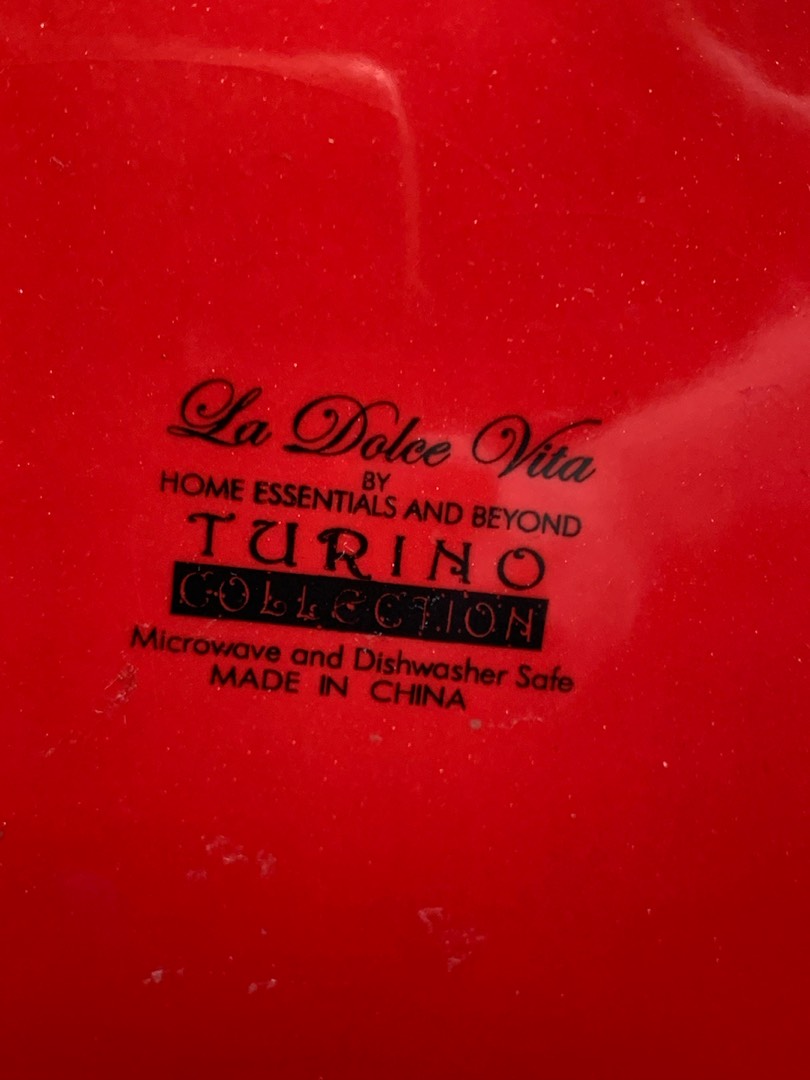 La Dolce Vita
BY
HOME ESSENTIALS AND BEYOND
TURINO
COLLECTION
Microwave and Dishwasher Safe
MADE IN CHINA